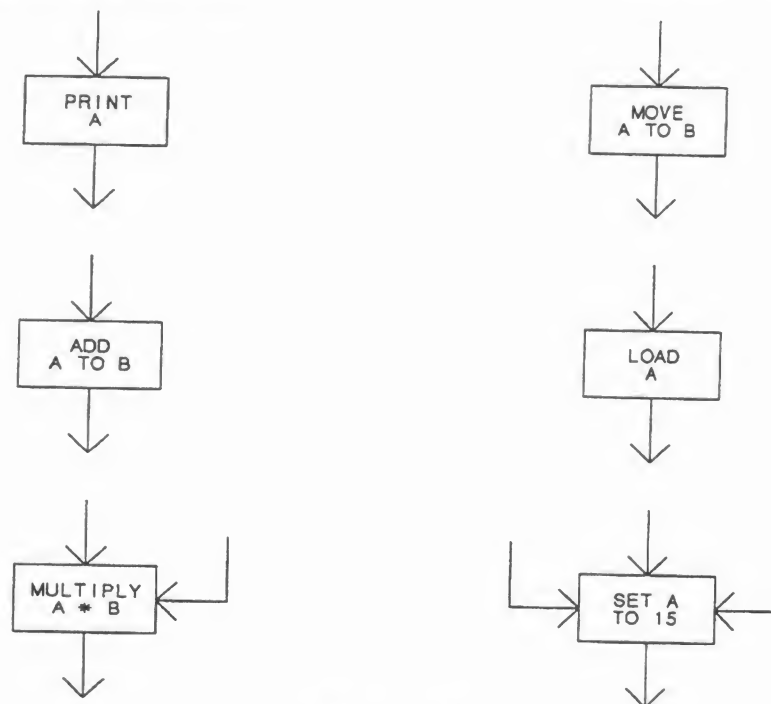 PRINT
A
MOVE
A TO B
ADD
A TO B
LOAD
A
MULTIPLY
A * B
SET A
TO 15